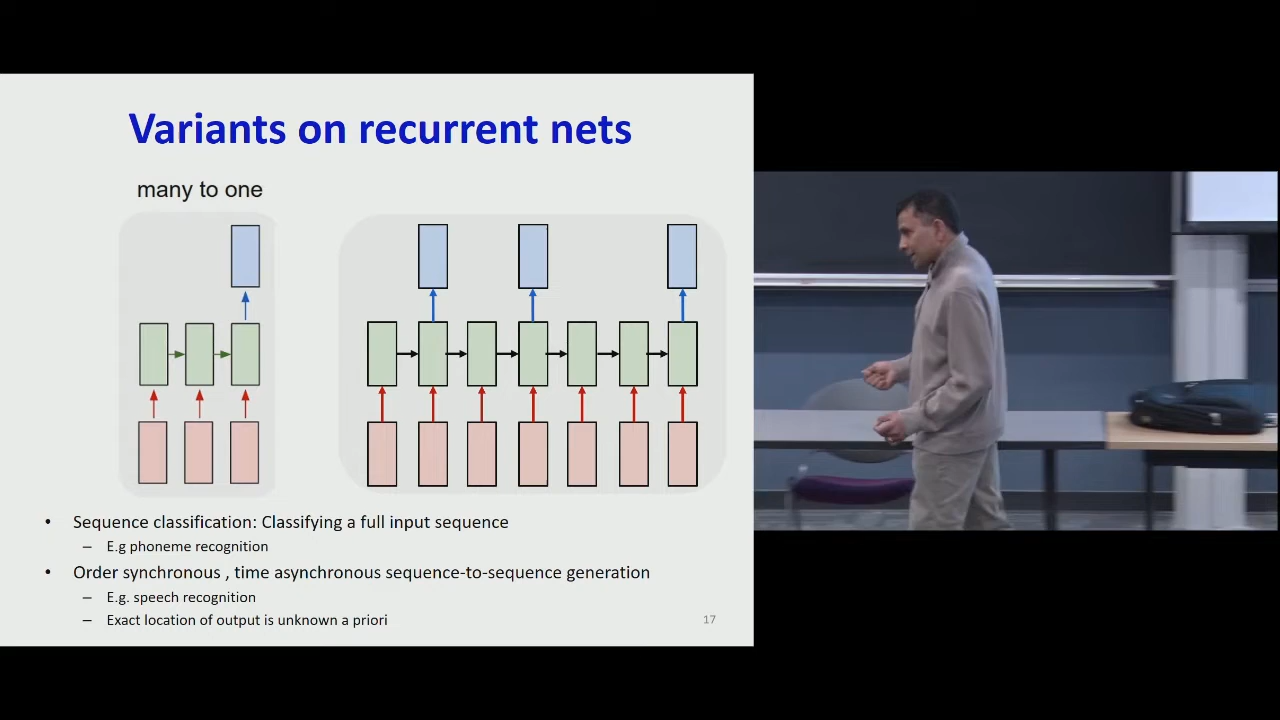 Variants on recurrent nets
many to one
• Sequence classification: Classifying a full input sequence
– E.g phoneme recognition
• Order synchronous , time asynchronous sequence-to-sequence generation
– E.g. speech recognition
– Exact location of output is unknown a priori
17